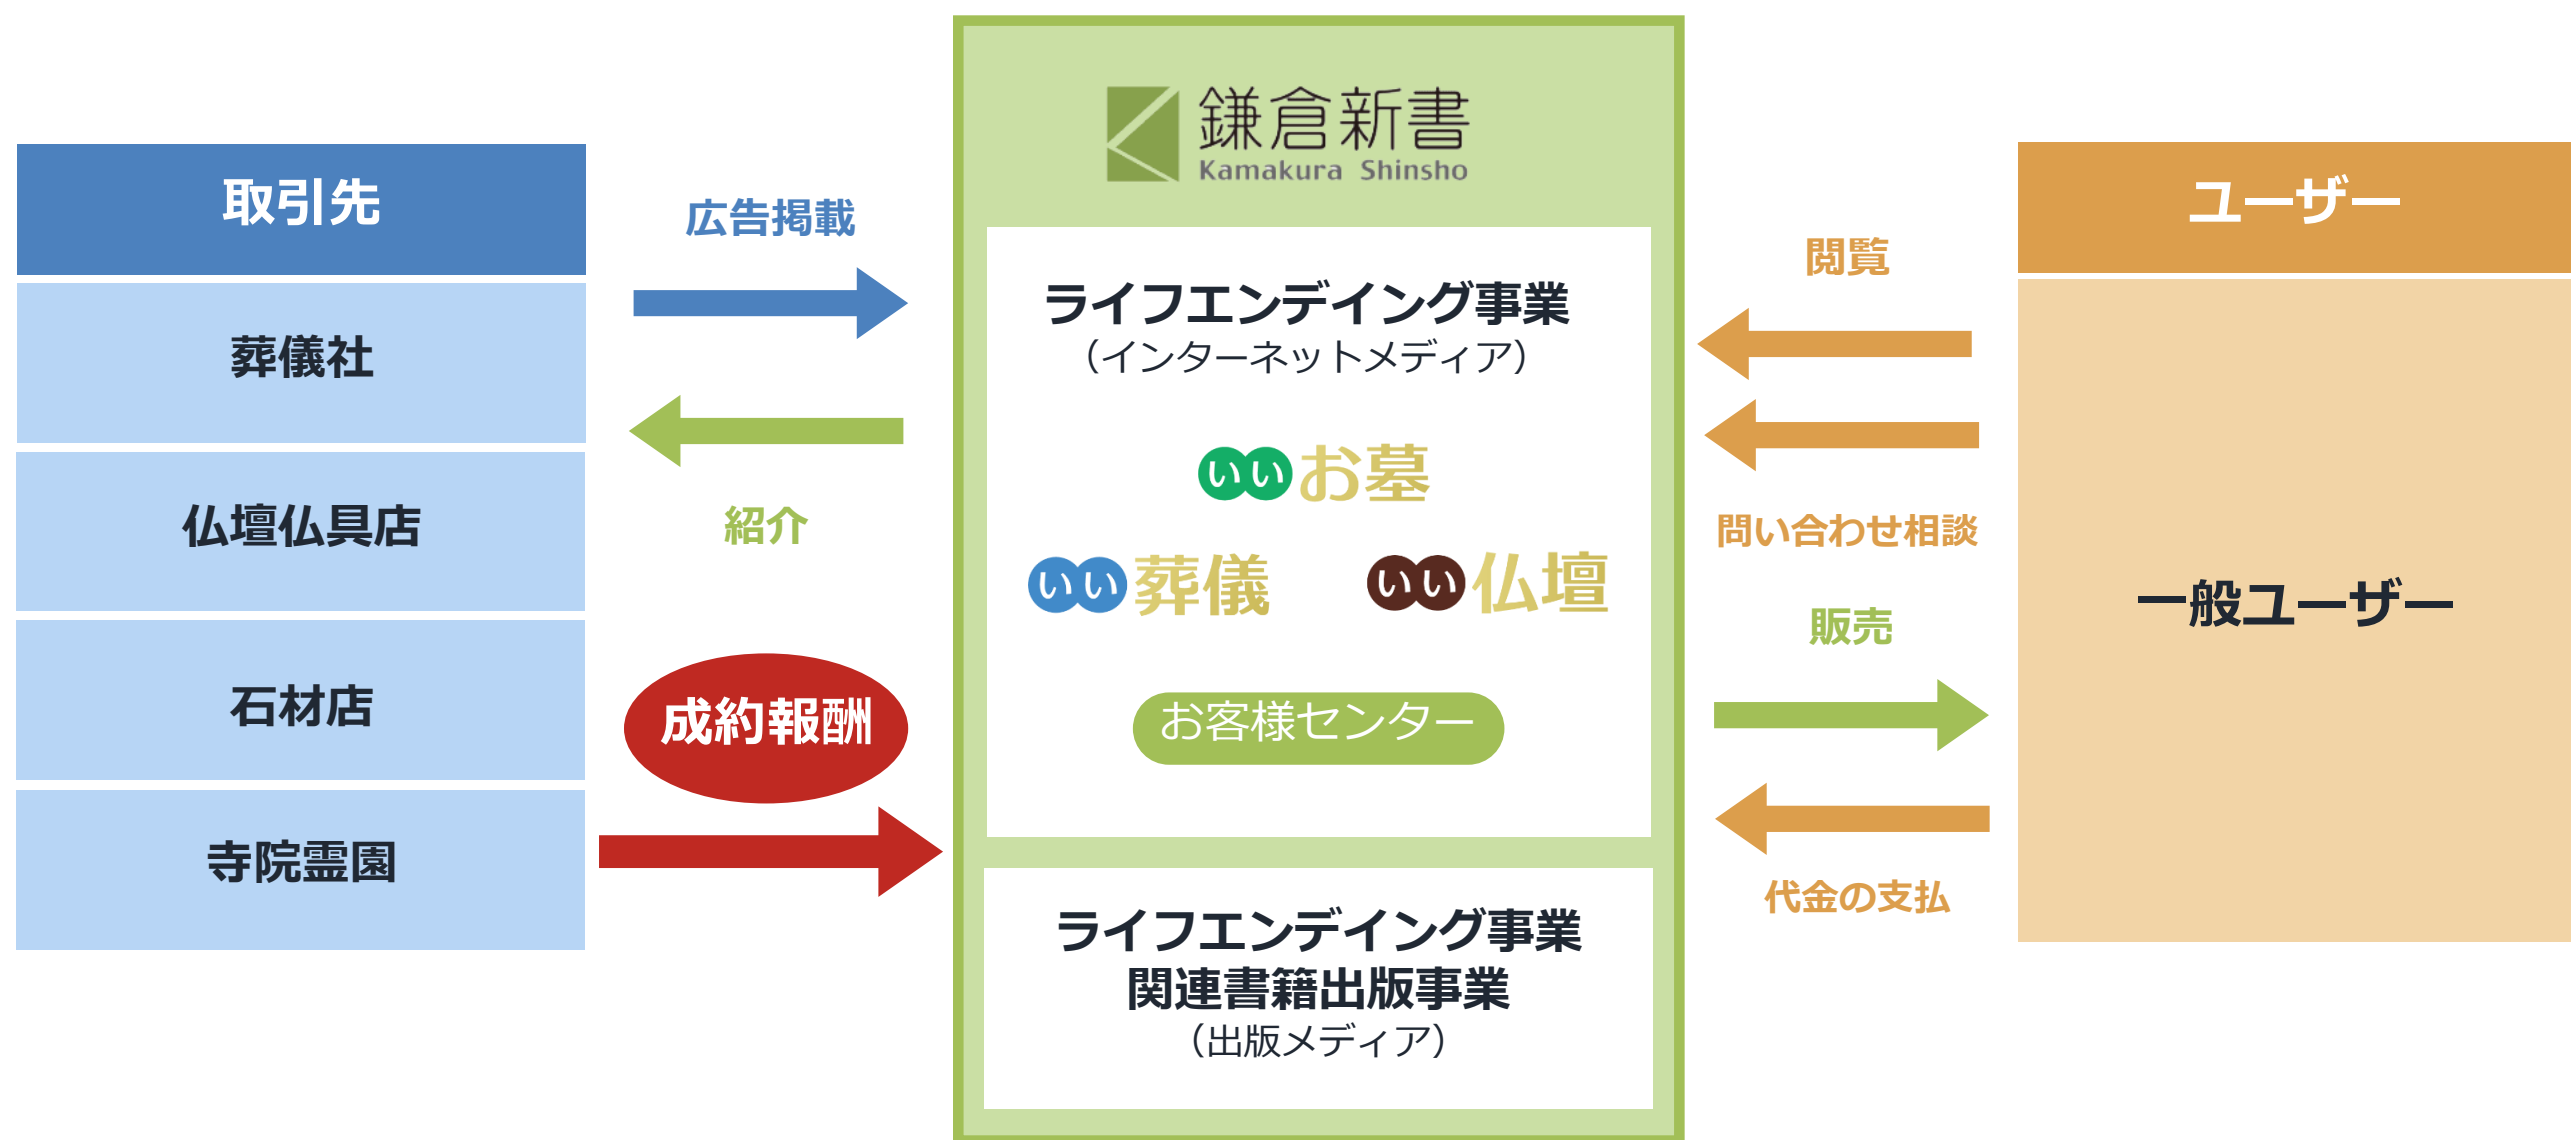 取引先
葬儀社
仏壇仏具店
石材店
寺院霊園
広告掲載
紹介
成約報酬
鎌倉新書
Kamakura Shinsho
ライフエンデイング事業
（インターネットメディア）
いいお墓
いい葬儀
いい仏壇
お客様センター
ライフエンデイング事業
関連書籍出版事業
（出版メディア）
閲覧
問い合わせ相談
販売
代金の支払
ユーザー
一般ユーザー